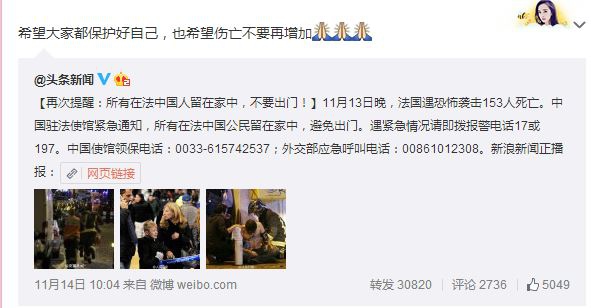 希望大家都保护好自己，也希望伤亡不要再增加
@头条新闻
【再次提醒：所有在法中国人留在家中，不要出门！】11月13日晚，法国遇恐怖袭击153人死亡。中
国驻法使馆紧急通知，所有在法中国公民留在家中，避免出门。遇紧急情况请即拨报警电话17或
197。中国使馆领保电话：0033-615742537；外交部应急呼叫电话：00861012308。新浪新闻正播
报： 网页链接
11月14日 10:04 来自 微博 weibo.com 转发 30820 | 评论 2736 | 5049